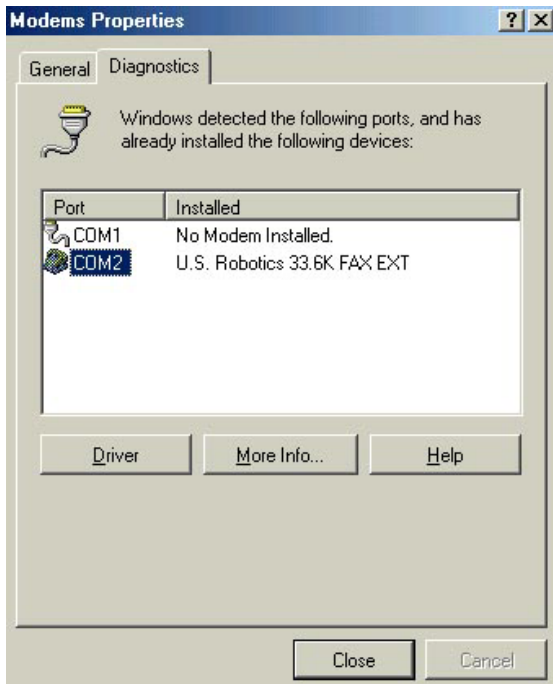 Modems Properties
? ×
General Diagnostics
Windows detected the following ports, and has
already installed the following devices:
Port Installed
COM1 No Modem Installed.
COM2 U.S. Robotics 33.6K FAX EXT
Driver More Info... Help
Close Cancel